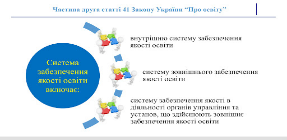 Частина друга статті 41 Закону України "Про освіту"
Система
забезпечення
якості освіти
включає:
внутрішню систему забезпечення
якості освіти
систему зовнішнього забезпечення
якості освіти
систему забезпечення якості в
діяльності органів управління та
установ, що здійснюють зовнішнє
забезпечення якості освіти